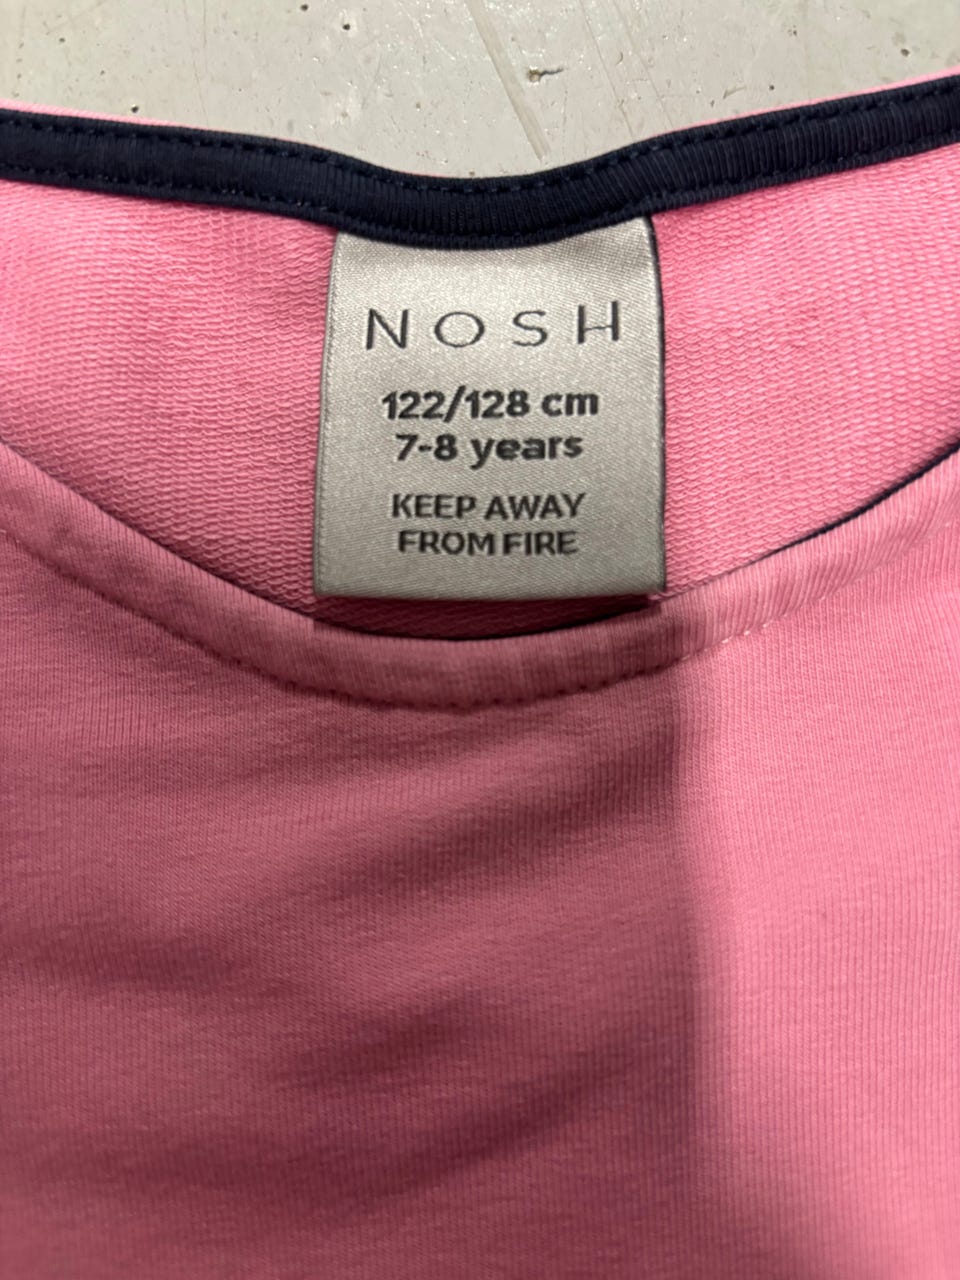 NOSH
122/128 cm
7-8 years
KEEP AWAY
FROM FIRE